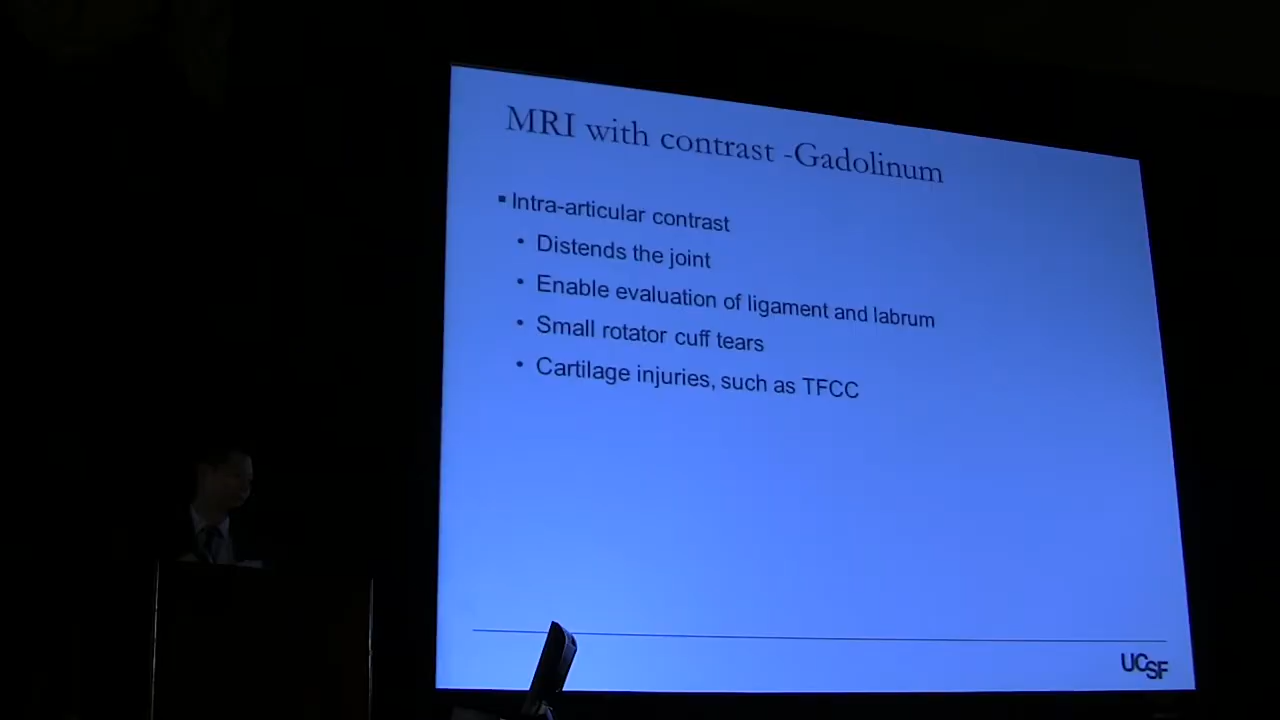 MRI with contrast -Gadolinum
▪ Intra-articular contrast
• Distends the joint
• Enable evaluation of ligament and labrum
• Small rotator cuff tears
• Cartilage injuries, such as TFCC
UCSF